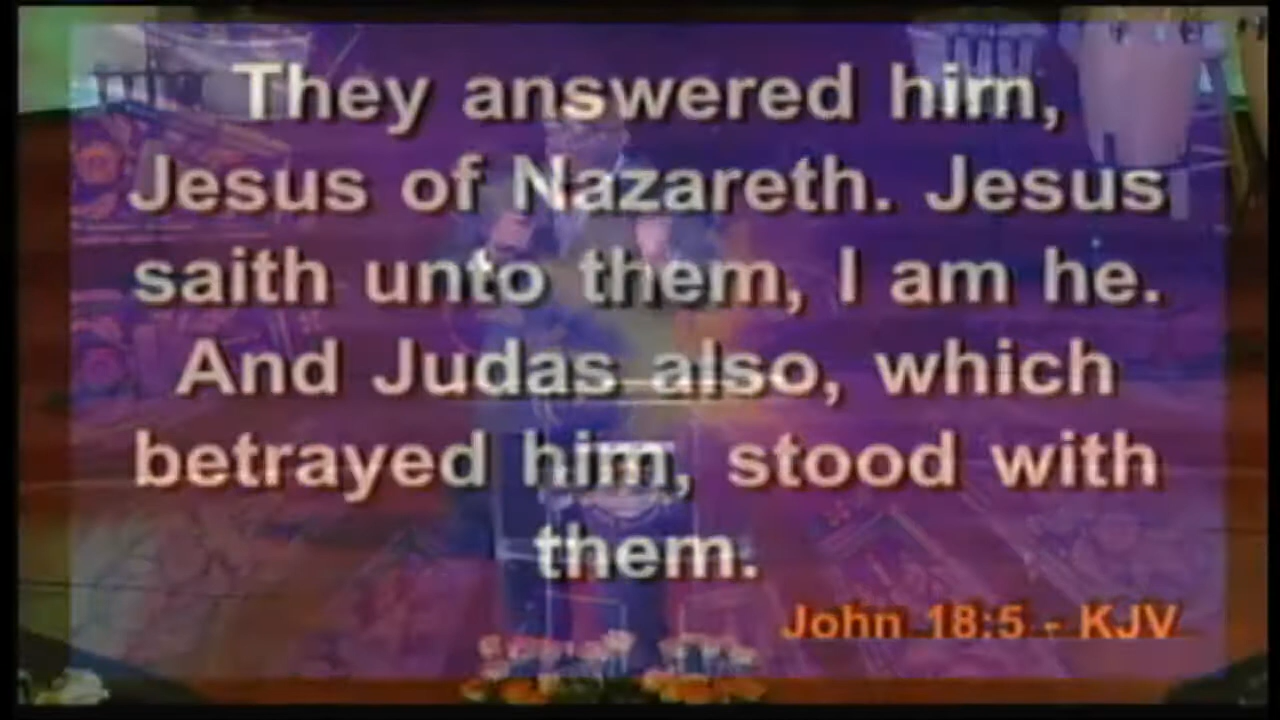 They answered him,
Jesus of Nazareth. Jesus
saith unto them, I am he.
And Judas also, which
betrayed him, stood with
them.
John 18:5 - KJV